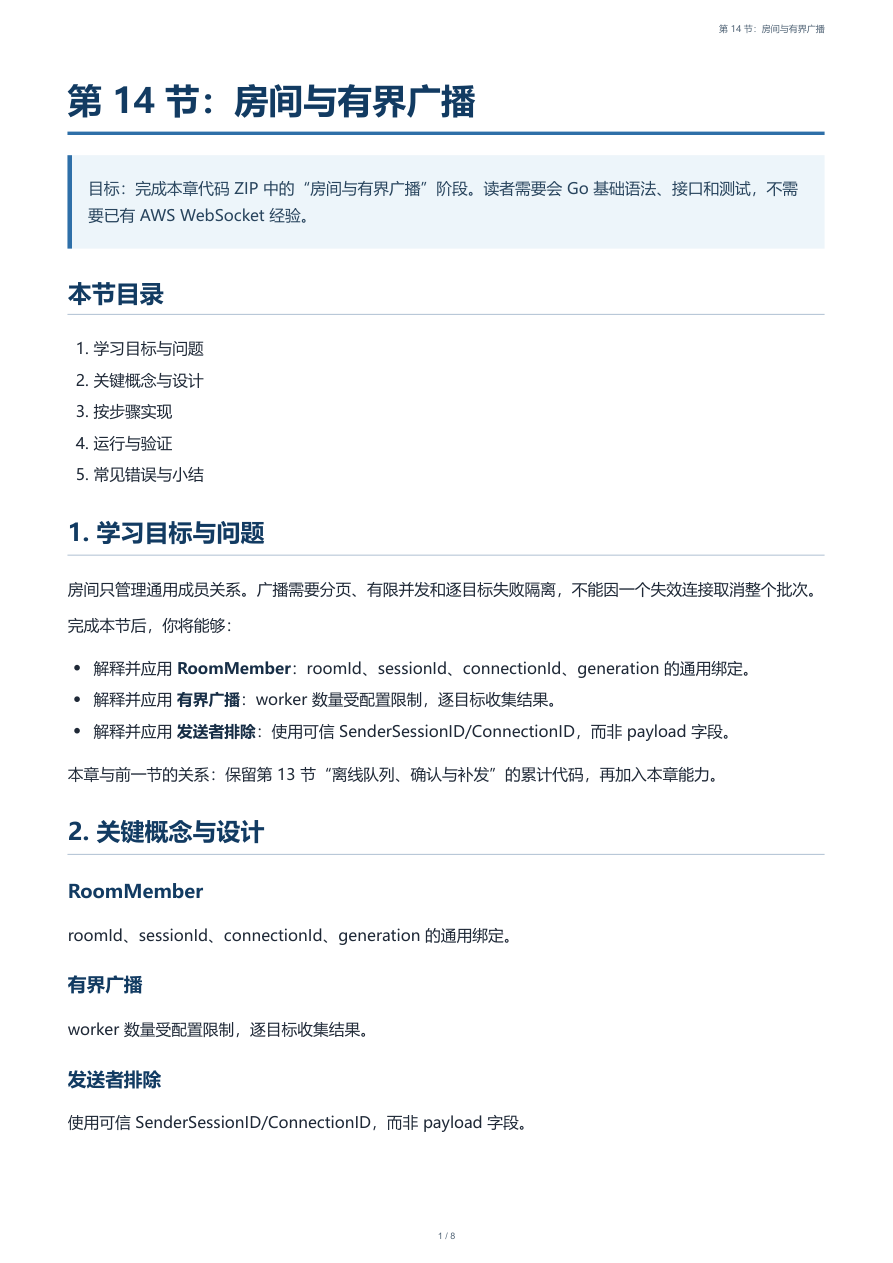 第 14 节：房间与有界广播
第 14 节：房间与有界广播
目标：完成本章代码 ZIP 中的“房间与有界广播”阶段。读者需要会 Go 基础语法、接口和测试，不需
要已有 AWS WebSocket 经验。
本节目录
1. 学习目标与问题
2. 关键概念与设计
3. 按步骤实现
4. 运行与验证
5. 常见错误与小结
1. 学习目标与问题
房间只管理通用成员关系。广播需要分页、有限并发和逐目标失败隔离，不能因一个失效连接取消整个批次。
完成本节后，你将能够：
• 解释并应用 RoomMember：roomId、sessionId、connectionId、generation 的通用绑定。
• 解释并应用 有界广播：worker 数量受配置限制，逐目标收集结果。
• 解释并应用 发送者排除：使用可信 SenderSessionID/ConnectionID，而非 payload 字段。
本章与前一节的关系：保留第 13 节“离线队列、确认与补发”的累计代码，再加入本章能力。
2. 关键概念与设计
RoomMember
roomId、sessionId、connectionId、generation 的通用绑定。
有界广播
worker 数量受配置限制，逐目标收集结果。
发送者排除
使用可信 SenderSessionID/ConnectionID，而非 payload 字段。
1 / 8